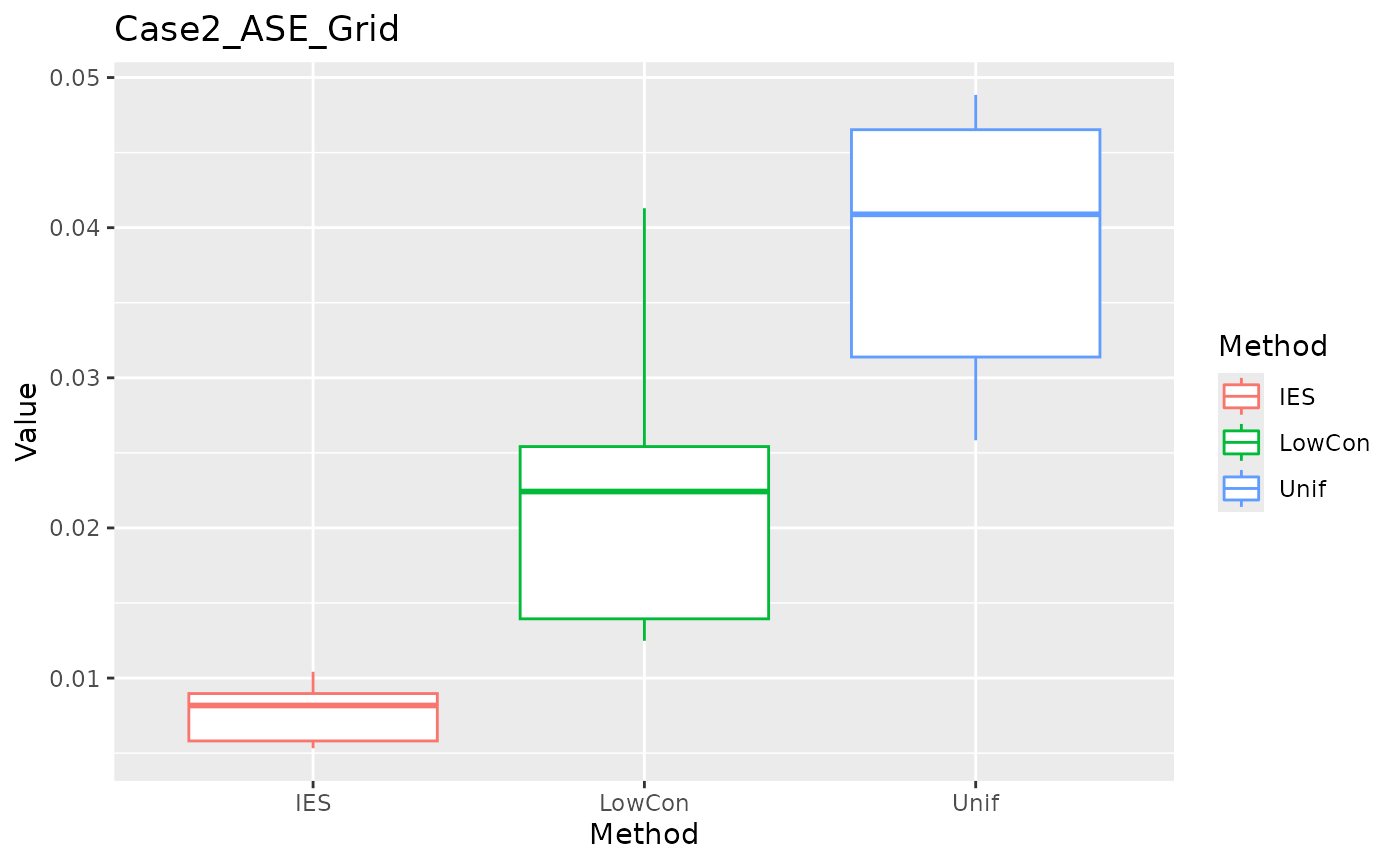 Case2_ASE_Grid
0.05
0.04
0.03
0.02
0.01
Value
IES
LowCon
Unif
Method
Method
IES
LowCon
Unif